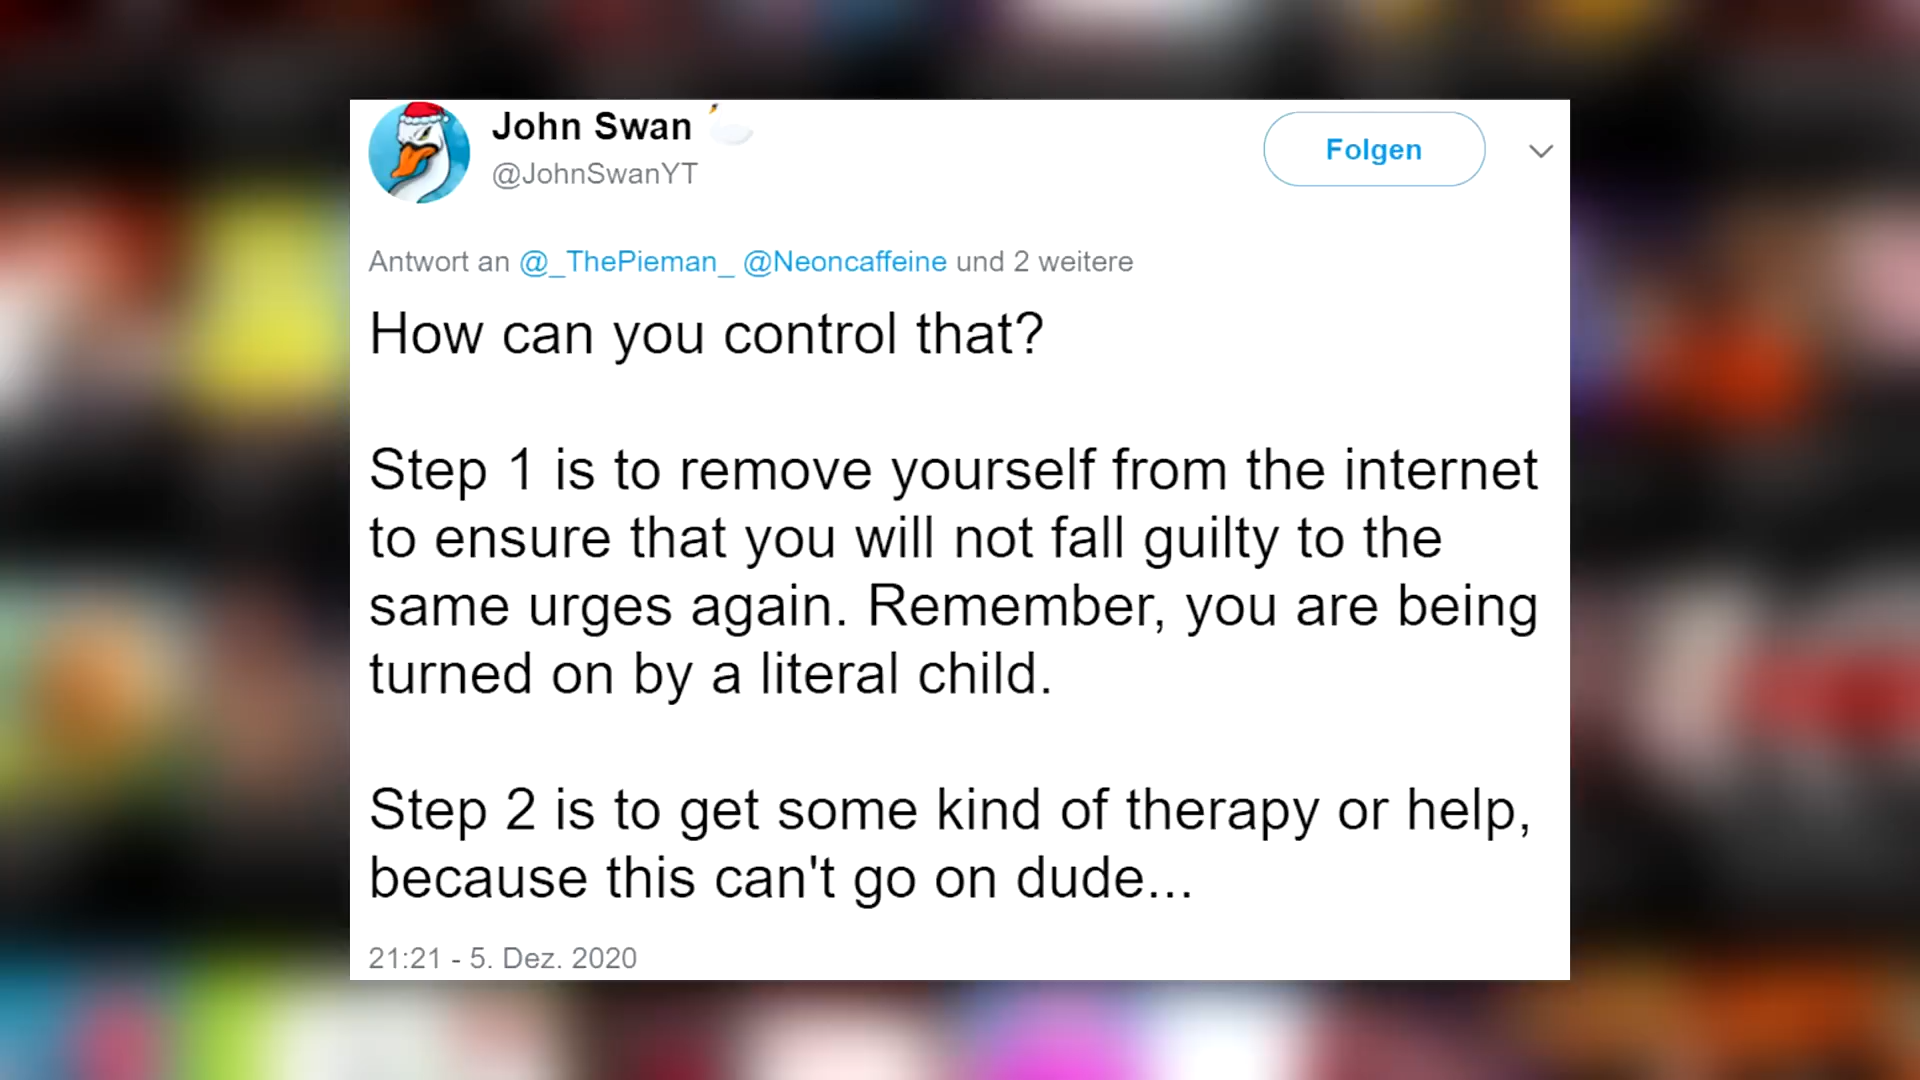 John Swan
@JohnSwanYT
Folgen
Antwort an @_ThePieman_ @Neoncaffeine und 2 weitere
How can you control that?
Step 1 is to remove yourself from the internet
to ensure that you will not fall guilty to the
same urges again. Remember, you are being
turned on by a literal child.
Step 2 is to get some kind of therapy or help,
because this can't go on dude...
21:21 - 5. Dez. 2020